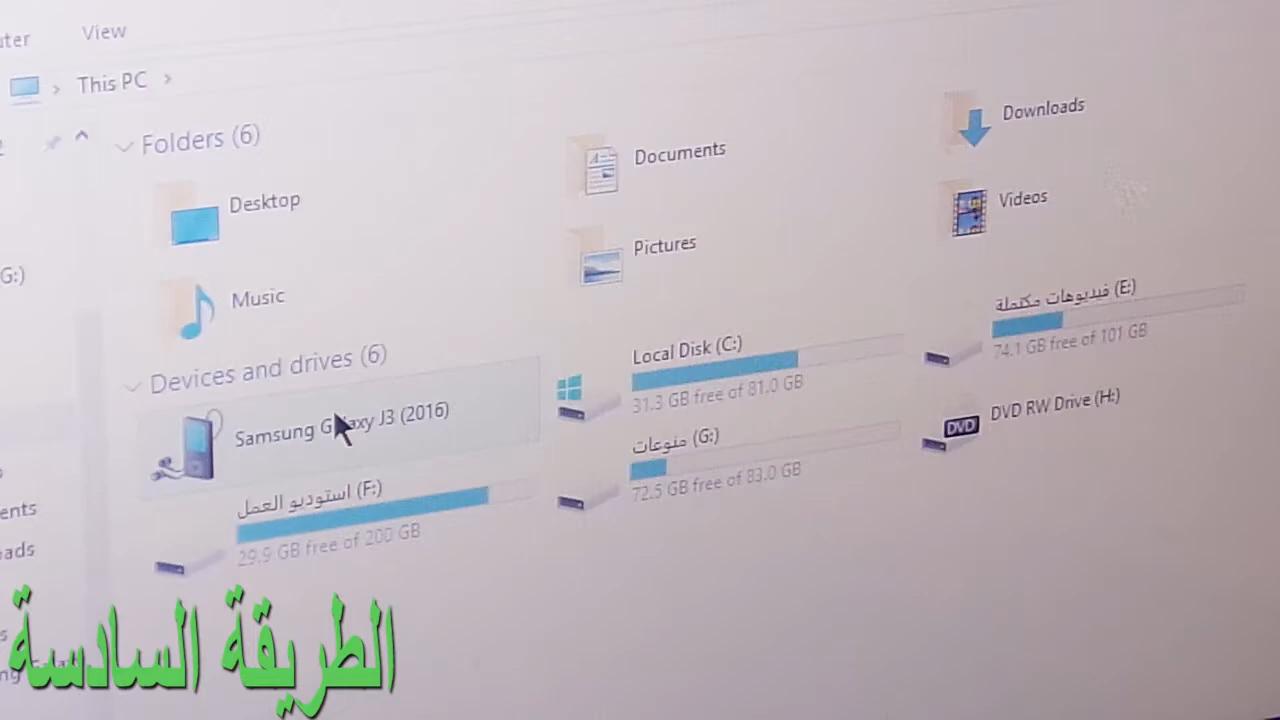 View
This PC
Folders (6)
Desktop
Documents
Downloads
Music
Pictures
Videos
Devices and drives (6)
Samsung Galaxy J3 (2016)
Local Disk (C:)
31.3 GB free of 81.0 GB
فيديوهات مكتملة (E:)
74.1 GB free of 101 GB
استوديو العمل (F:)
29.9 GB free of 200 GB
منوعات (G:)
72.5 GB free of 83.0 GB
DVD RW Drive (H:)
DVD
G:)
الطريقة السادسة